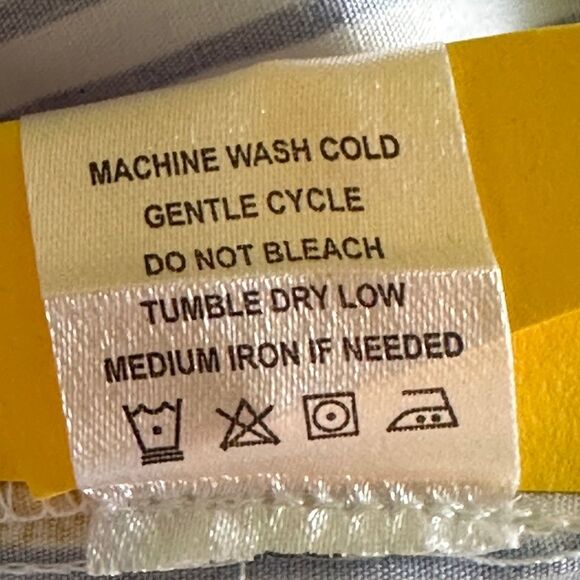 MACHINE WASH COLD
GENTLE CYCLE
DO NOT BLEACH
TUMBLE DRY LOW
MEDIUM IRON IF NEEDED